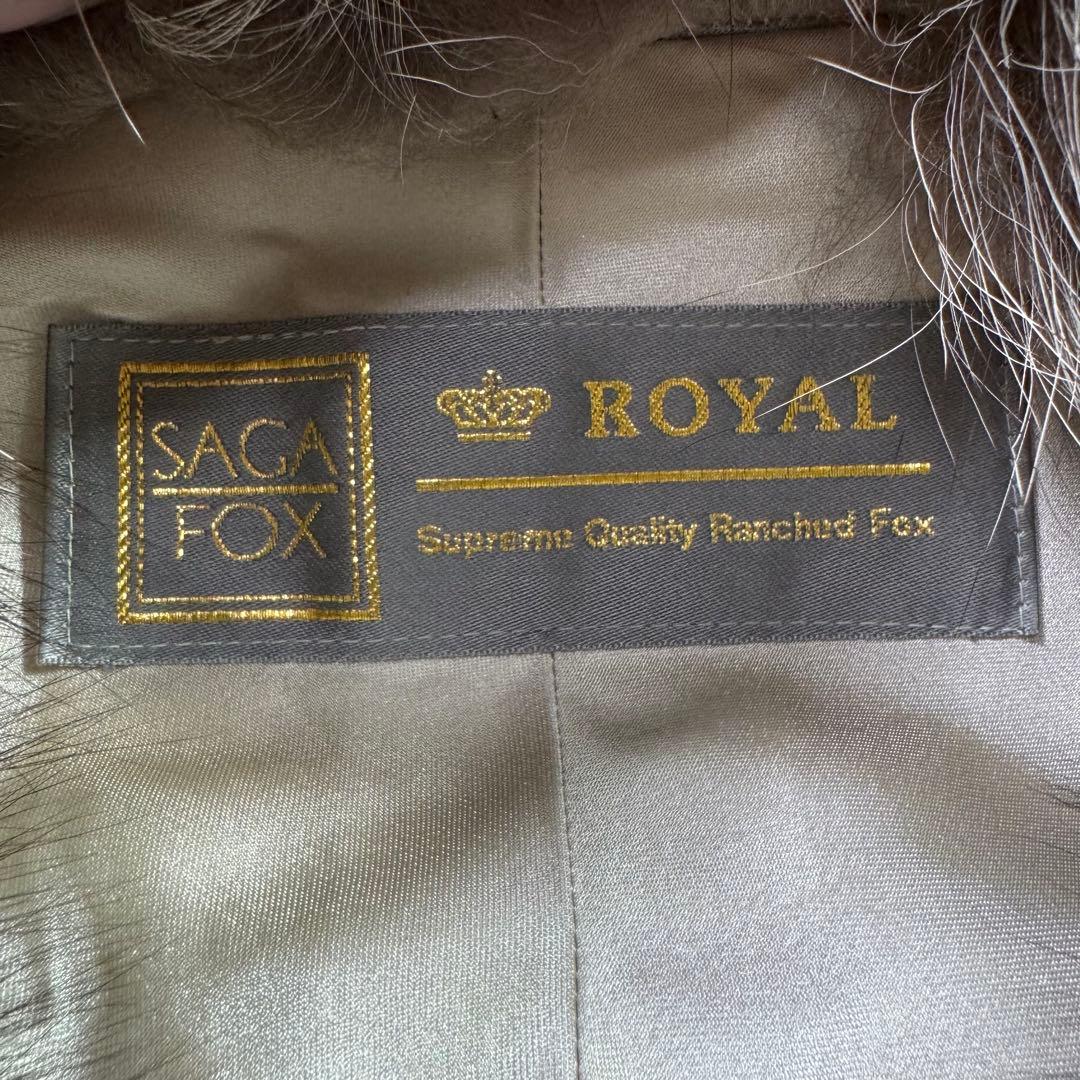 SAGA
FOX
ROYAL
Supreme Quality Ranched Fox